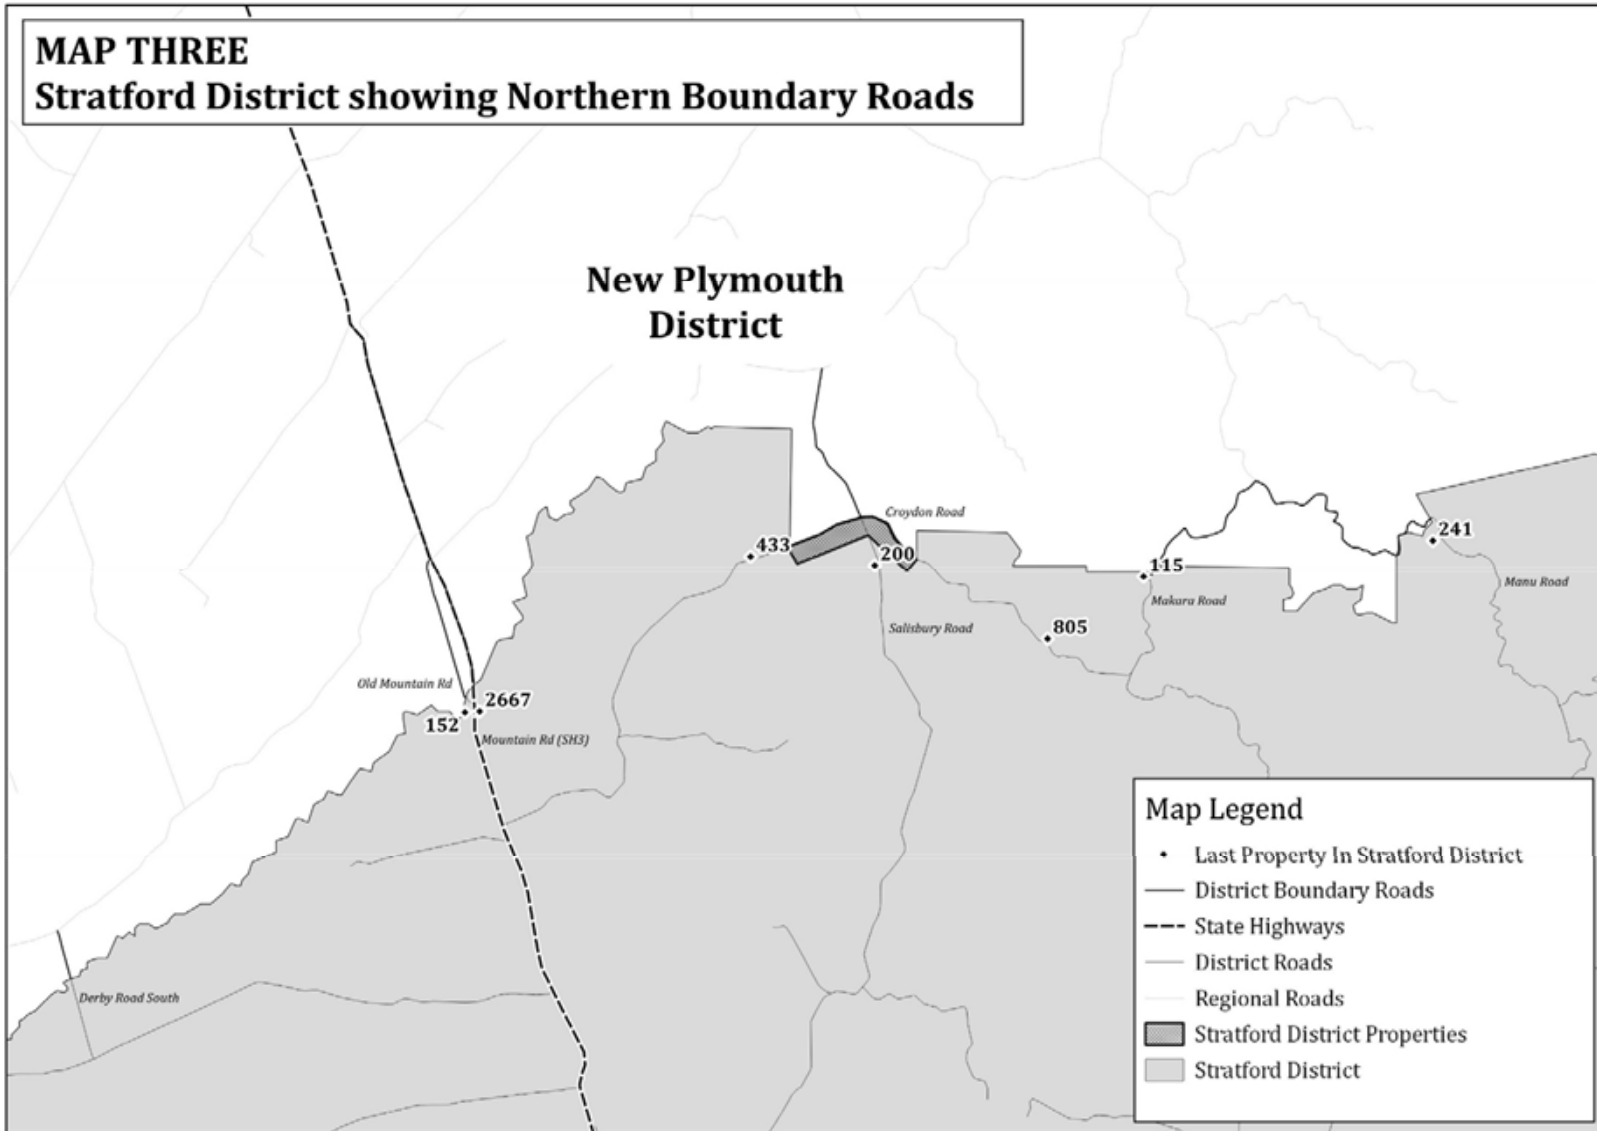 MAP THREE
Stratford District showing Northern Boundary Roads
New Plymouth
District
Croydon Road
433
200
241
115
Manu Road
Makara Road
Salisbury Road
805
Old Mountain Rd
2667
152
Mountain Rd (SH3)
Derby Road South
Map Legend
Last Property In Stratford District
District Boundary Roads
State Highways
District Roads
Regional Roads
Stratford District Properties
Stratford District